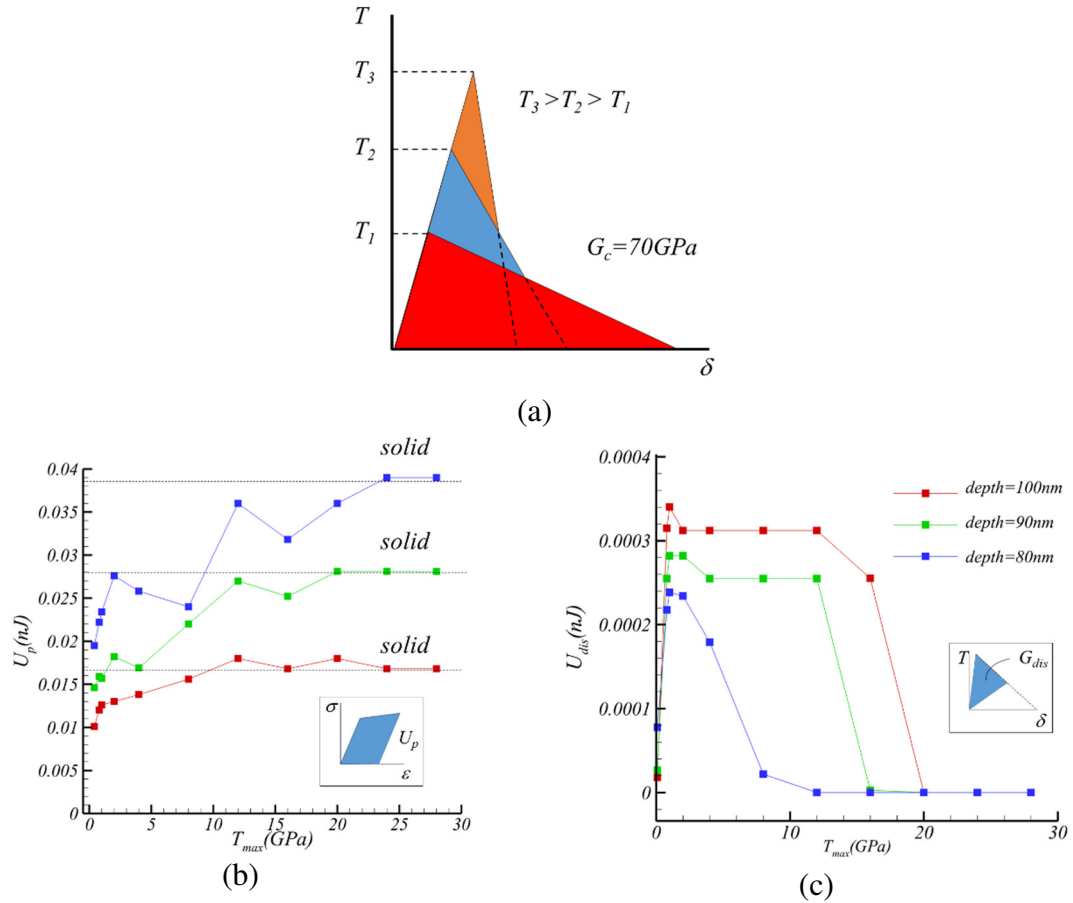 T
T3
T3 >T2 > T1
T2
T1
Gc=70GPa
δ
(a)
solid
0.04
0.035
solid
0.03
0.025
Up(nJ)
0.02
solid
0.015
0.01
σ
Up
ε
0.005
0
0 5 10 15 20 25 30
Tmax(GPa)
(b)
0.0004
depth=100nm
depth=90nm
depth=80nm
0.0003
Udis(nJ)
0.0002
T
Gdis
δ
0.0001
0
0 10 20 30
Tmax(GPa)
(c)